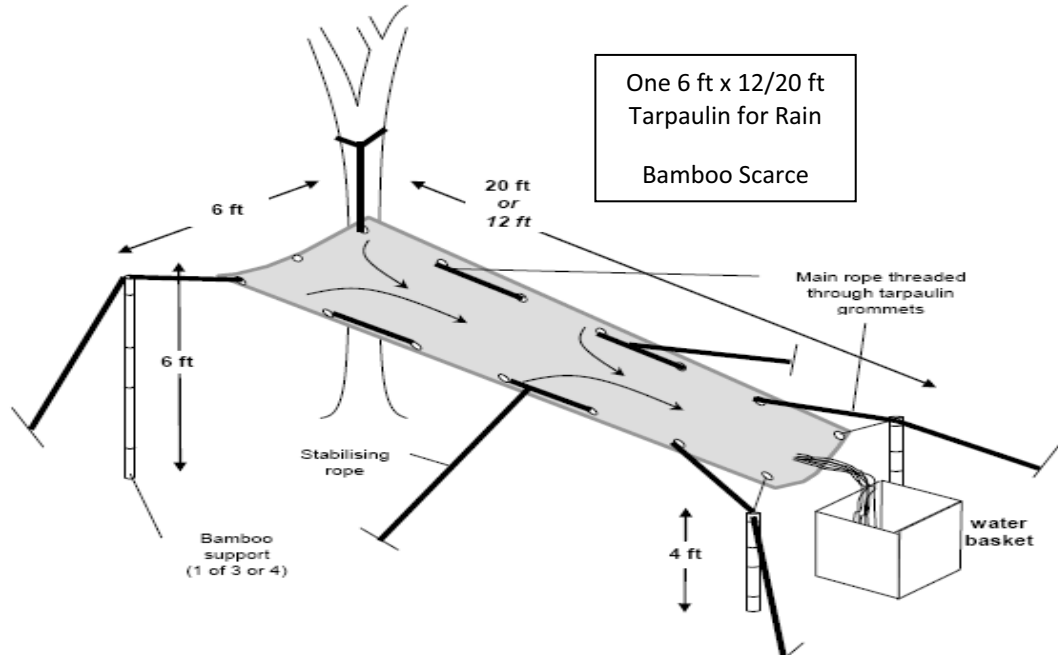 One 6 ft x 12/20 ft
Tarpaulin for Rain
Bamboo Scarce
6 ft
20 ft
or
12 ft
Main rope threaded
through tarpaulin
grommets
6 ft
Stabilising
rope
Bamboo
support
(1 of 3 or 4)
4 ft
water
basket